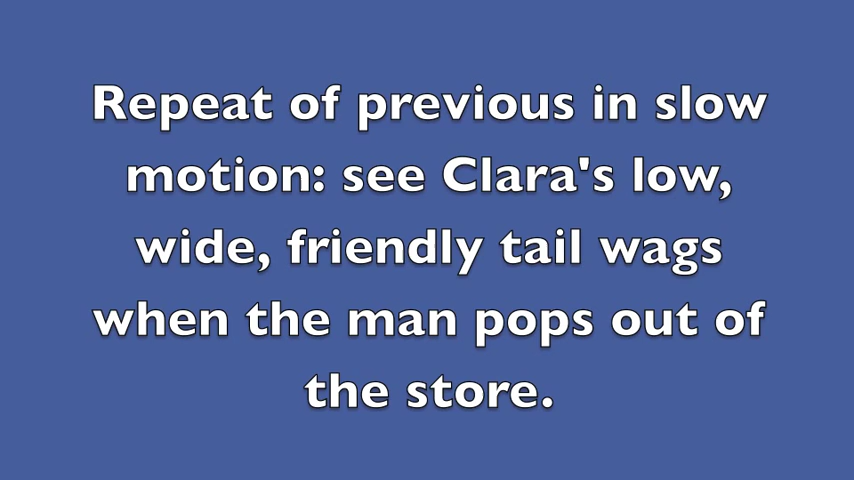 Repeat of previous in slow
motion: see Clara's low,
wide, friendly tail wags
when the man pops out of
the store.